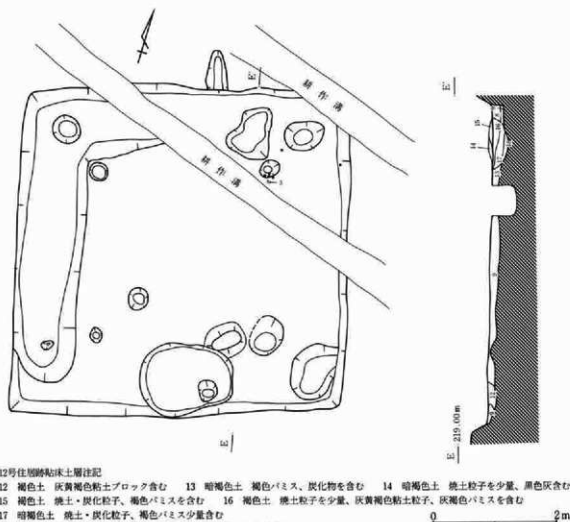 E
耕作溝
耕作溝
E
15
14
E
E 219.00m
12号住居跡粘床土層注記
12 褐色土 灰黄褐色粘土ブロック含む 13 暗褐色土 褐色パミス、炭化物を含む 14 暗褐色土 焼土粒子を少量、黒色灰含む
15 褐色土 焼土・炭化粒子、褐色パミスを含む 16 褐色土 焼土粒子を少量、灰黄褐色粘土粒子、灰褐色パミスを含む
17 暗褐色土 焼土・炭化粒子、褐色パミス少量含む
0 2m